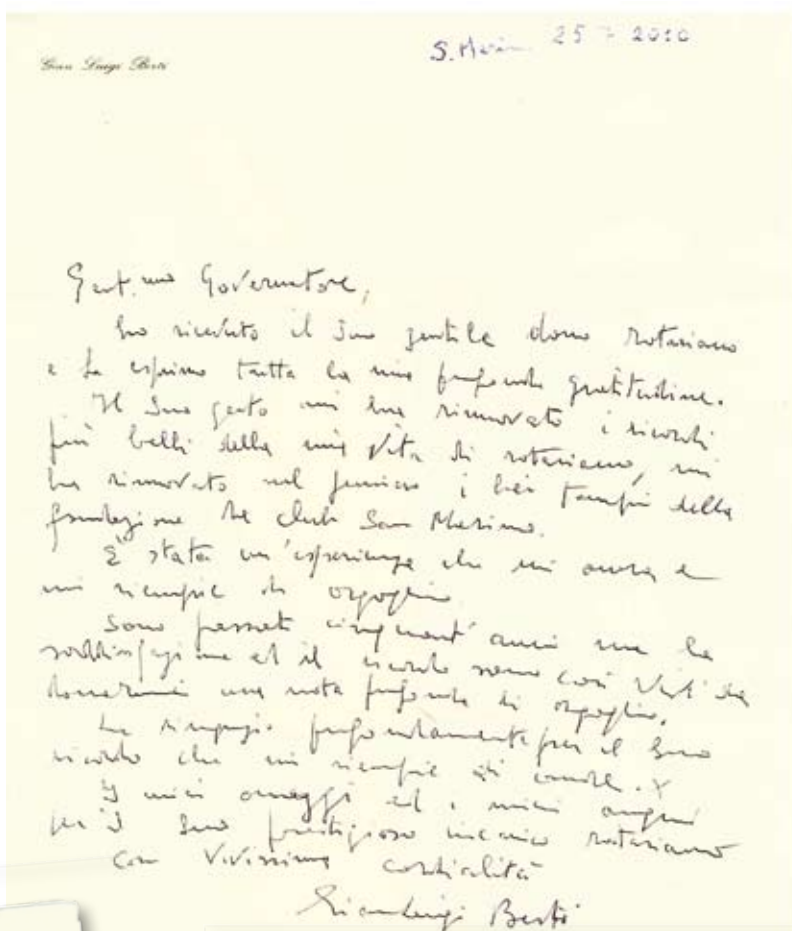 Gian Luigi Berti
S. Marino 25 7 2010
Gent.mo Governatore,
ho ricevuto il Suo gentile dono rotariano
e Le esprimo tutta la mia profonda gratitudine.
Il Suo gesto mi ha rinnovato i ricordi
più belli della mia vita di rotariano, mi
ha rinnovato nel pensiero i bei tempi della
fondazione del club San Marino.
È stata un'esperienza che mi onora e
mi riempie di orgoglio
Sono passati cinquant'anni ma la
soddisfazione ed il ricordo sono così vivi da
donarmi una nota profonda di orgoglio.
La ringrazio profondamente per il Suo
ricordo che mi riempie di
I miei omaggi ed i miei auguri
per il Suo prestigioso incarico rotariano
Con vivissima cordialità
Gianluigi Berti